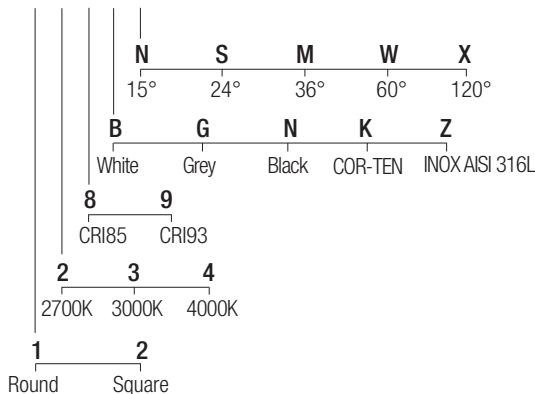 N S M W X
15° 24° 36° 60° 120°
B G N K Z
White Grey Black COR-TEN INOX AISI 316L
8 9
CRI85 CRI93
2 3 4
2700K 3000K 4000K
1 2
Round Square